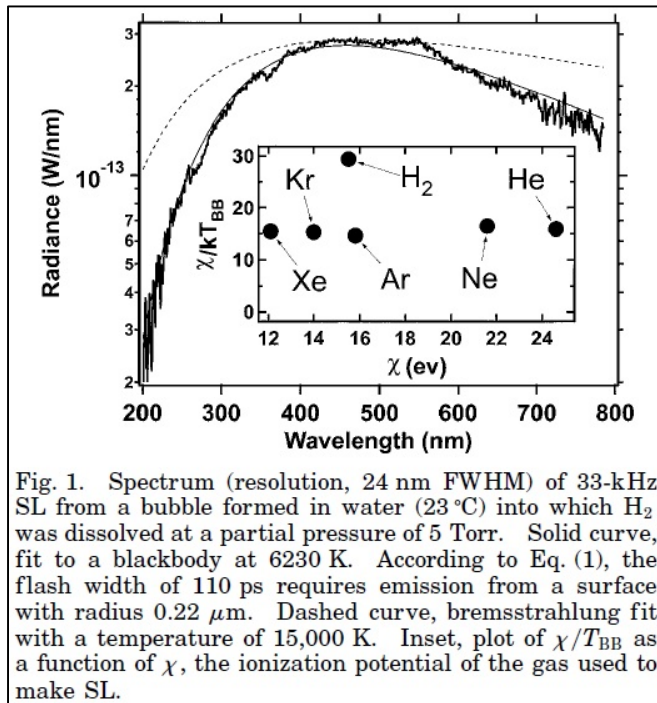 3
2
10⁻¹³
7
6
5
4
3
2
Radiance (W/nm)
200 300 400 500 600 700 800
Wavelength (nm)
30
25
20
15
10
5
0
χ/kT_BB
H₂
Kr
He
Xe
Ar
Ne
12 14 16 18 20 22 24
χ (ev)
Fig. 1. Spectrum (resolution, 24 nm FWHM) of 33-kHz
SL from a bubble formed in water (23 °C) into which H₂
was dissolved at a partial pressure of 5 Torr. Solid curve,
fit to a blackbody at 6230 K. According to Eq. (1), the
flash width of 110 ps requires emission from a surface
with radius 0.22 μm. Dashed curve, bremsstrahlung fit
with a temperature of 15,000 K. Inset, plot of χ/T_BB as
a function of χ, the ionization potential of the gas used to
make SL.